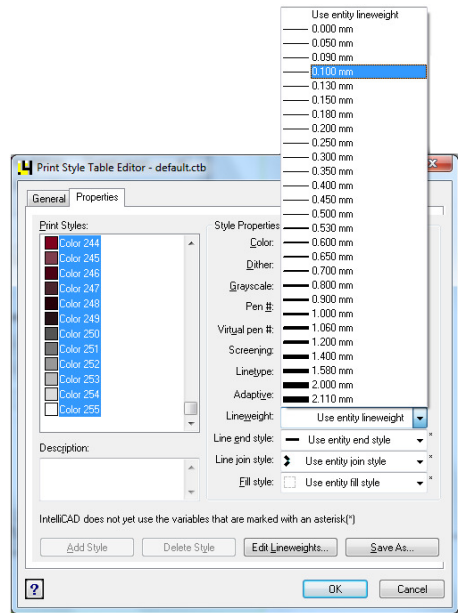 Use entity lineweight
0.000 mm
0.050 mm
0.090 mm
0.100 mm
0.130 mm
0.150 mm
0.180 mm
0.200 mm
0.250 mm
0.300 mm
0.350 mm
0.400 mm
0.450 mm
0.500 mm
0.530 mm
0.600 mm
0.650 mm
0.700 mm
0.800 mm
0.900 mm
1.000 mm
1.060 mm
1.200 mm
1.400 mm
1.580 mm
2.000 mm
2.110 mm
Print Style Table Editor - default.ctb
General Properties
Print Styles:
Color 244
Color 245
Color 246
Color 247
Color 248
Color 249
Color 250
Color 251
Color 252
Color 253
Color 254
Color 255
Description:
Style Properties
Color:
Dither:
Grayscale:
Pen #:
Virtual pen #:
Screening:
Linetype:
Adaptive:
Lineweight: Use entity lineweight
Line end style: Use entity end style *
Line join style: Use entity join style *
Fill style: Use entity fill style *
IntelliCAD does not yet use the variables that are marked with an asterisk(*)
Add Style Delete Style Edit Lineweights... Save As...
? OK Cancel